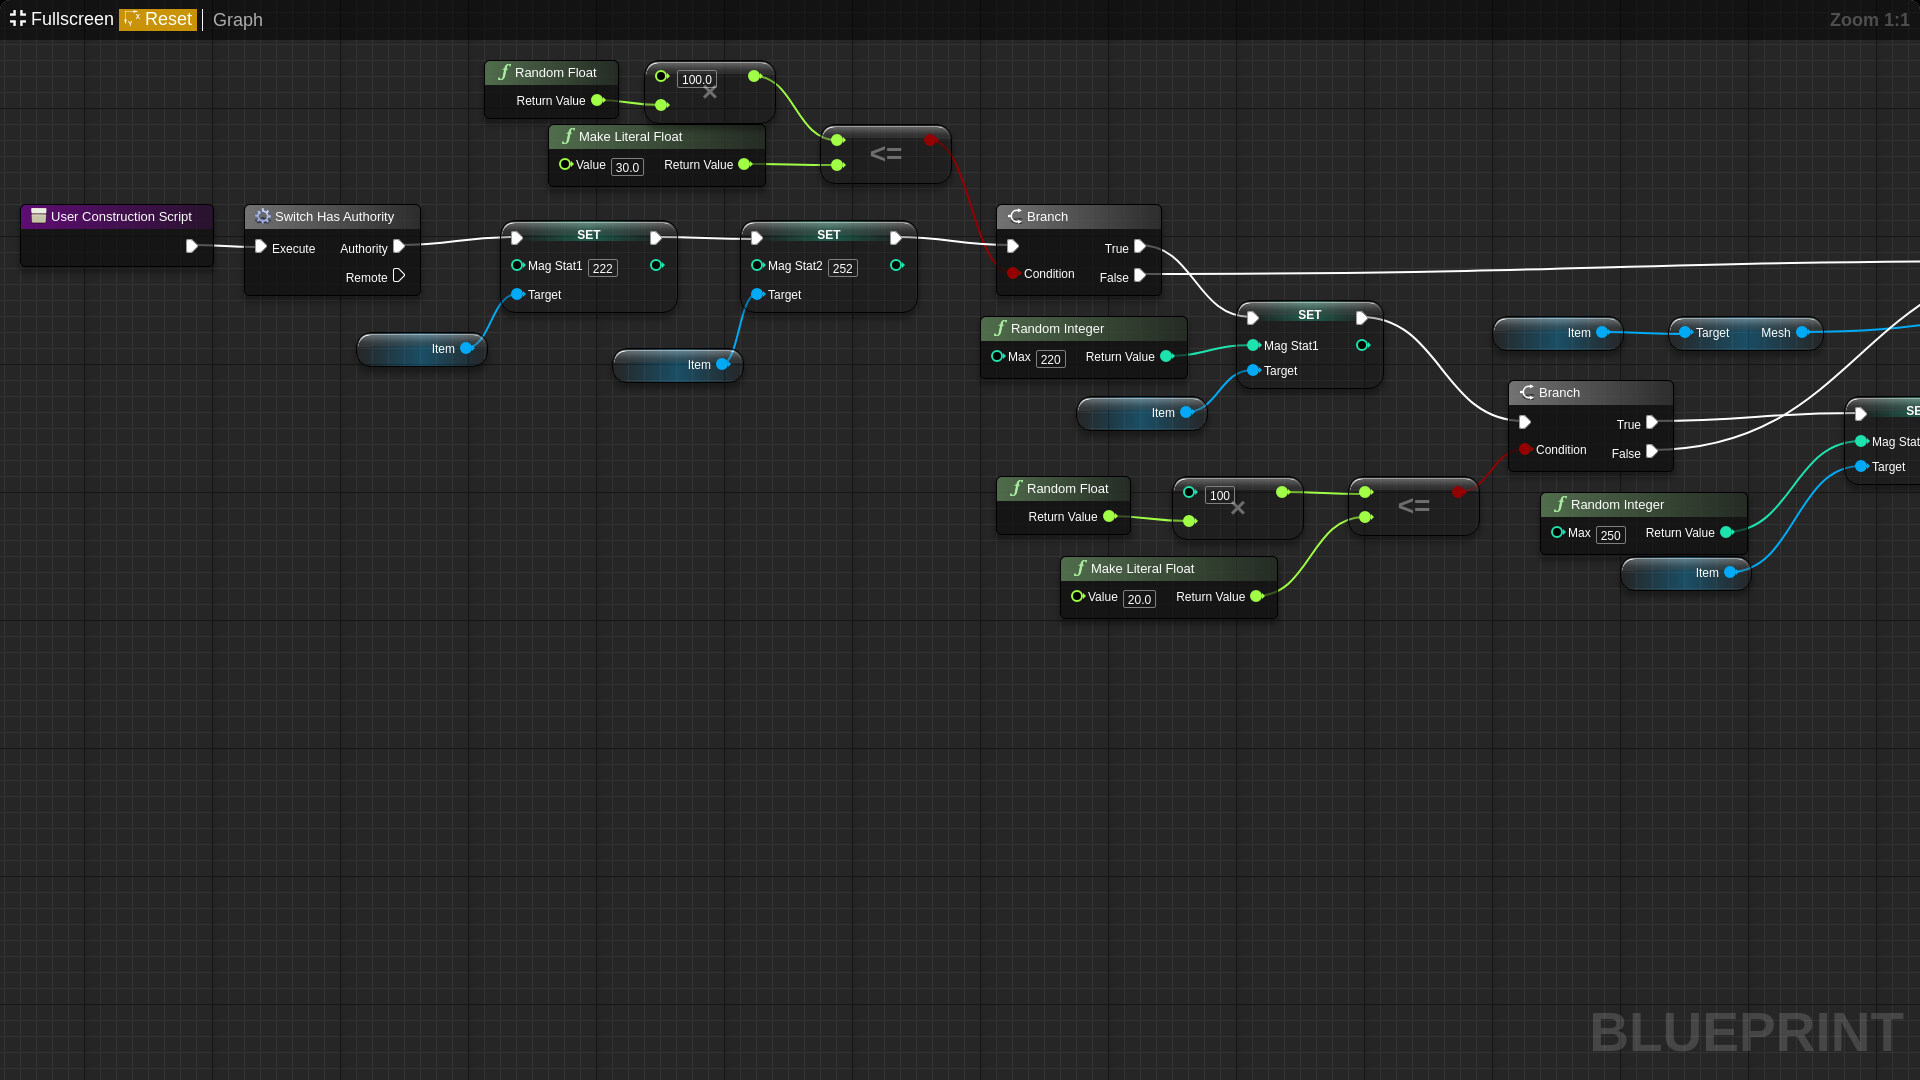 Fullscreen Reset Graph
Zoom 1:1
Random Float
Return Value
100.0
×
Make Literal Float
Value 30.0 Return Value
<=
User Construction Script
Switch Has Authority
Execute Authority
Remote
SET
Mag Stat1 222
Target
SET
Mag Stat2 252
Target
Item
Item
Branch
True
Condition
False
Random Integer
Max 220 Return Value
SET
Mag Stat1
Target
Item
Item
Target Mesh
Branch
True
Condition
False
SE
Mag Stat
Target
Random Float
Return Value
100
×
<=
Make Literal Float
Value 20.0 Return Value
Random Integer
Max 250 Return Value
Item
BLUEPRINT